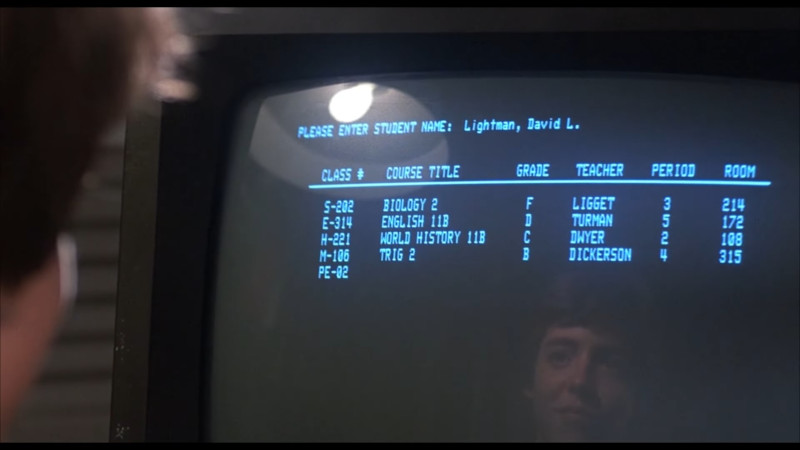 PLEASE ENTER STUDENT NAME: Lightman, David L.
CLASS # COURSE TITLE GRADE TEACHER PERIOD ROOM
S-202 BIOLOGY 2 F LIGGET 3 214
E-314 ENGLISH 11B D TURMAN 5 172
H-221 WORLD HISTORY 11B C DWYER 2 108
M-106 TRIG 2 B DICKERSON 4 315
PE-02